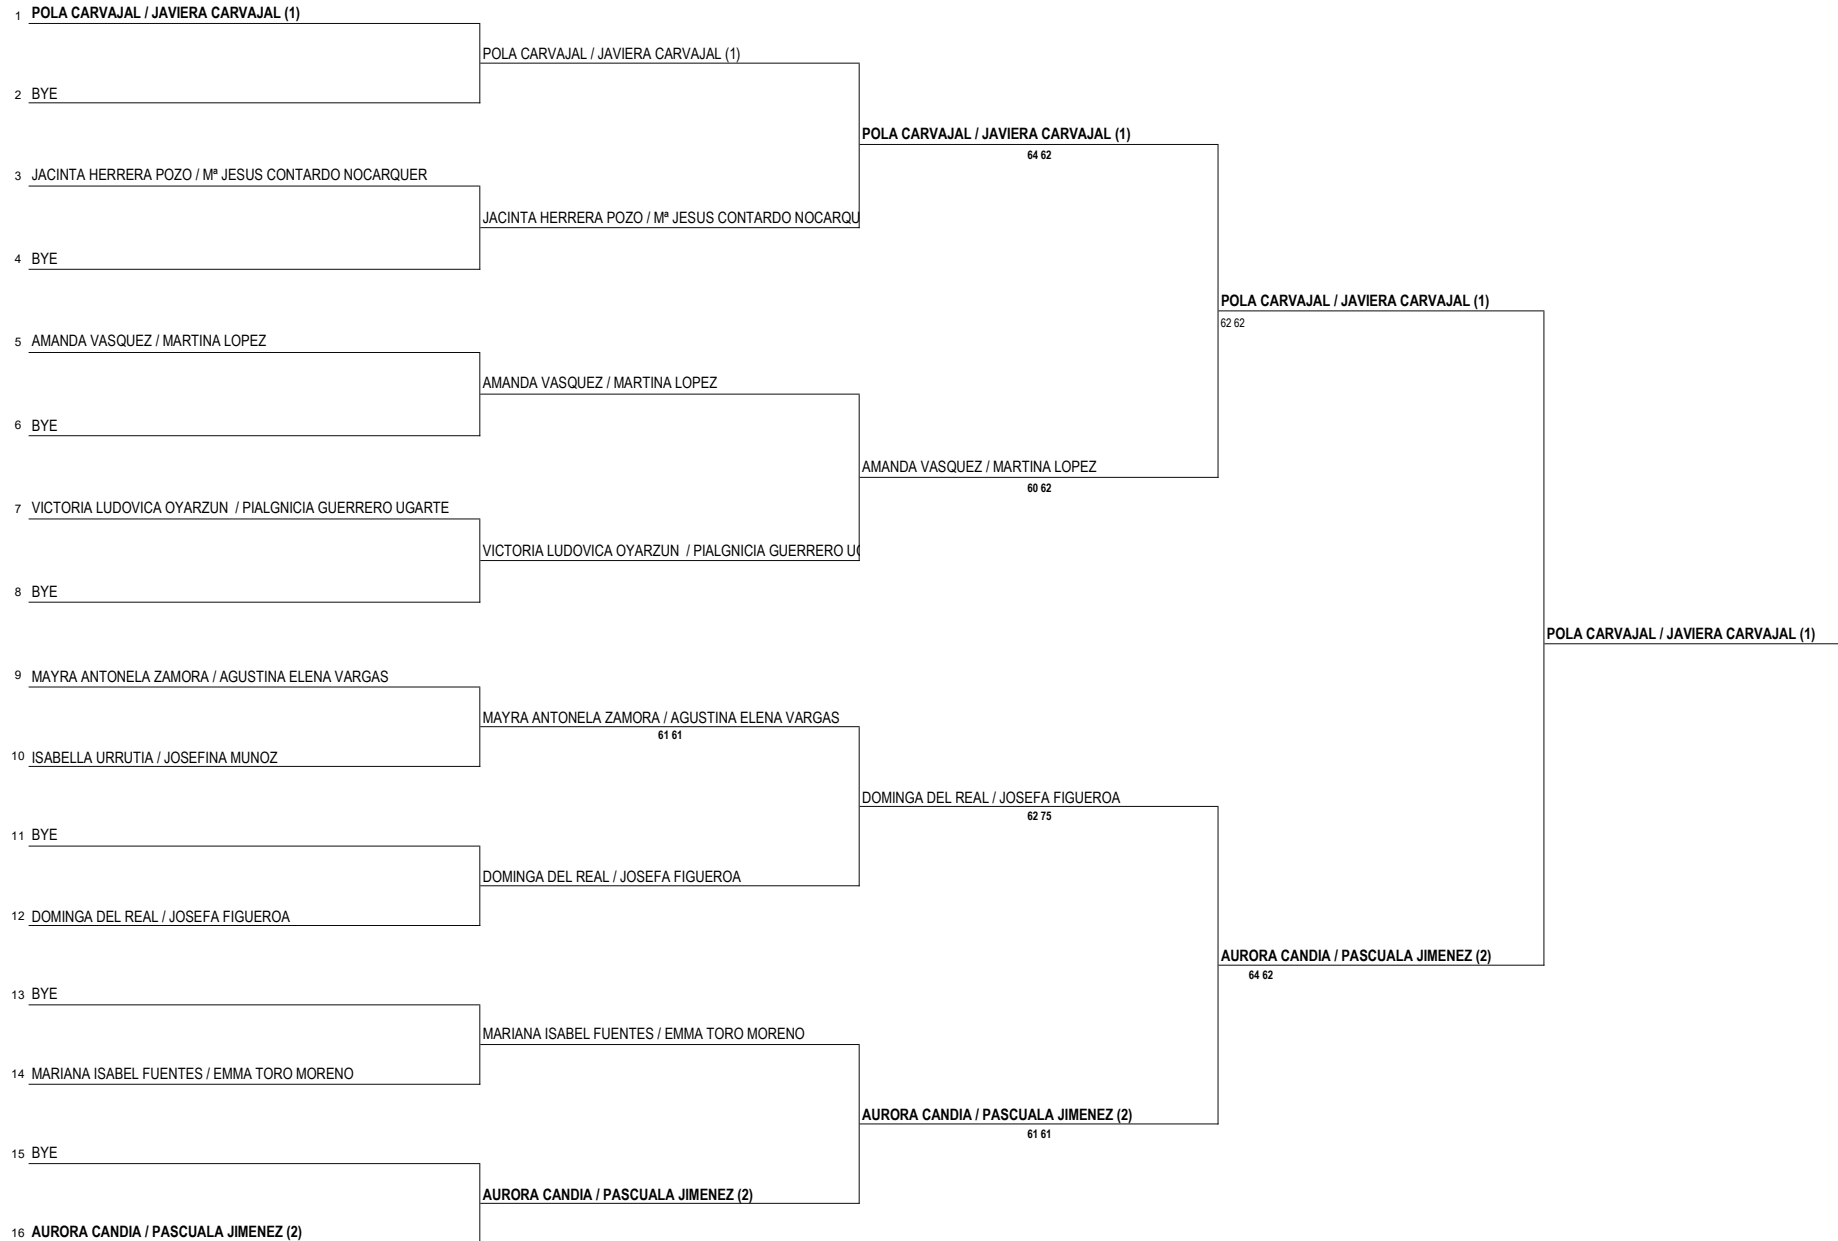 1 POLA CARVAJAL / JAVIERA CARVAJAL (1)
POLA CARVAJAL / JAVIERA CARVAJAL (1)
2 BYE
POLA CARVAJAL / JAVIERA CARVAJAL (1)
64 62
3 JACINTA HERRERA POZO / Mª JESUS CONTARDO NOCARQUER
JACINTA HERRERA POZO / Mª JESUS CONTARDO NOCARQU
4 BYE
POLA CARVAJAL / JAVIERA CARVAJAL (1)
62 62
5 AMANDA VASQUEZ / MARTINA LOPEZ
AMANDA VASQUEZ / MARTINA LOPEZ
6 BYE
AMANDA VASQUEZ / MARTINA LOPEZ
60 62
7 VICTORIA LUDOVICA OYARZUN / PIALGNICIA GUERRERO UGARTE
VICTORIA LUDOVICA OYARZUN / PIALGNICIA GUERRERO UG
8 BYE
POLA CARVAJAL / JAVIERA CARVAJAL (1)
9 MAYRA ANTONELA ZAMORA / AGUSTINA ELENA VARGAS
MAYRA ANTONELA ZAMORA / AGUSTINA ELENA VARGAS
61 61
10 ISABELLA URRUTIA / JOSEFINA MUNOZ
DOMINGA DEL REAL / JOSEFA FIGUEROA
62 75
11 BYE
DOMINGA DEL REAL / JOSEFA FIGUEROA
12 DOMINGA DEL REAL / JOSEFA FIGUEROA
AURORA CANDIA / PASCUALA JIMENEZ (2)
64 62
13 BYE
MARIANA ISABEL FUENTES / EMMA TORO MORENO
14 MARIANA ISABEL FUENTES / EMMA TORO MORENO
AURORA CANDIA / PASCUALA JIMENEZ (2)
61 61
15 BYE
AURORA CANDIA / PASCUALA JIMENEZ (2)
16 AURORA CANDIA / PASCUALA JIMENEZ (2)